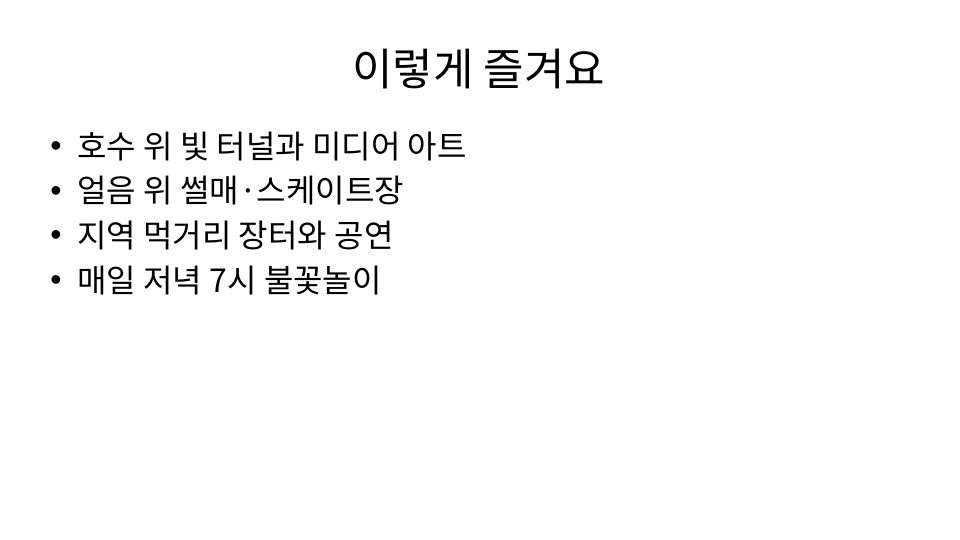 이렇게 즐겨요
• 호수 위 빛 터널과 미디어 아트
• 얼음 위 썰매·스케이트장
• 지역 먹거리 장터와 공연
• 매일 저녁 7시 불꽃놀이